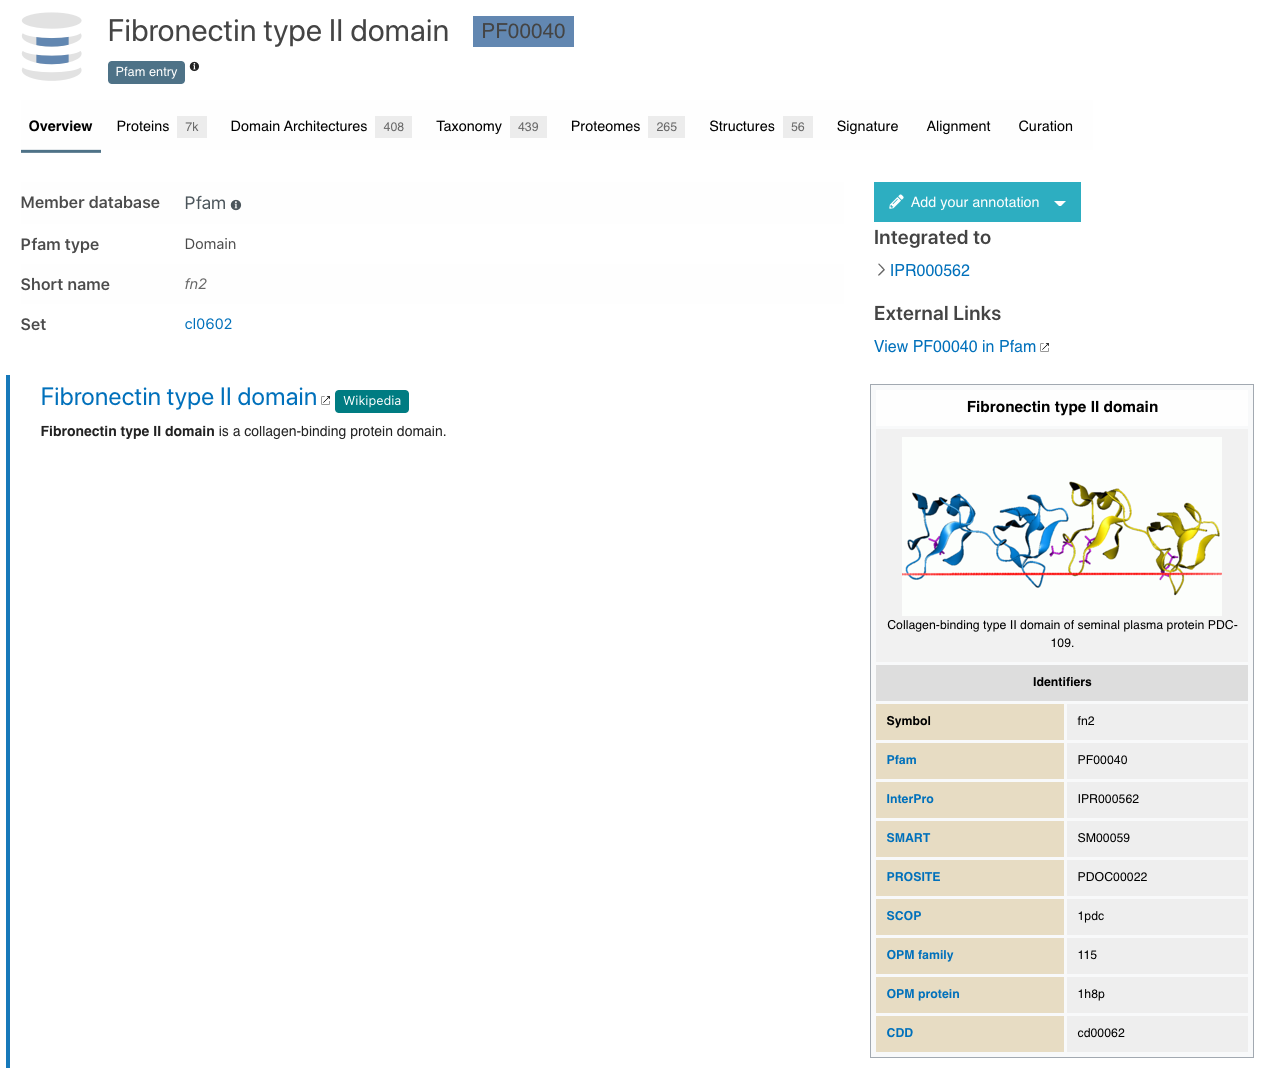 Fibronectin type II domain PF00040
Pfam entry
Overview Proteins 7k Domain Architectures 408 Taxonomy 439 Proteomes 265 Structures 56 Signature Alignment Curation
Member database Pfam
Pfam type Domain
Short name fn2
Set cl0602
Add your annotation
Integrated to
IPR000562
External Links
View PF00040 in Pfam
Fibronectin type II domain Wikipedia
Fibronectin type II domain is a collagen-binding protein domain.
Fibronectin type II domain
Collagen-binding type II domain of seminal plasma protein PDC-
109.
Identifiers
Symbol fn2
Pfam PF00040
InterPro IPR000562
SMART SM00059
PROSITE PDOC00022
SCOP 1pdc
OPM family 115
OPM protein 1h8p
CDD cd00062